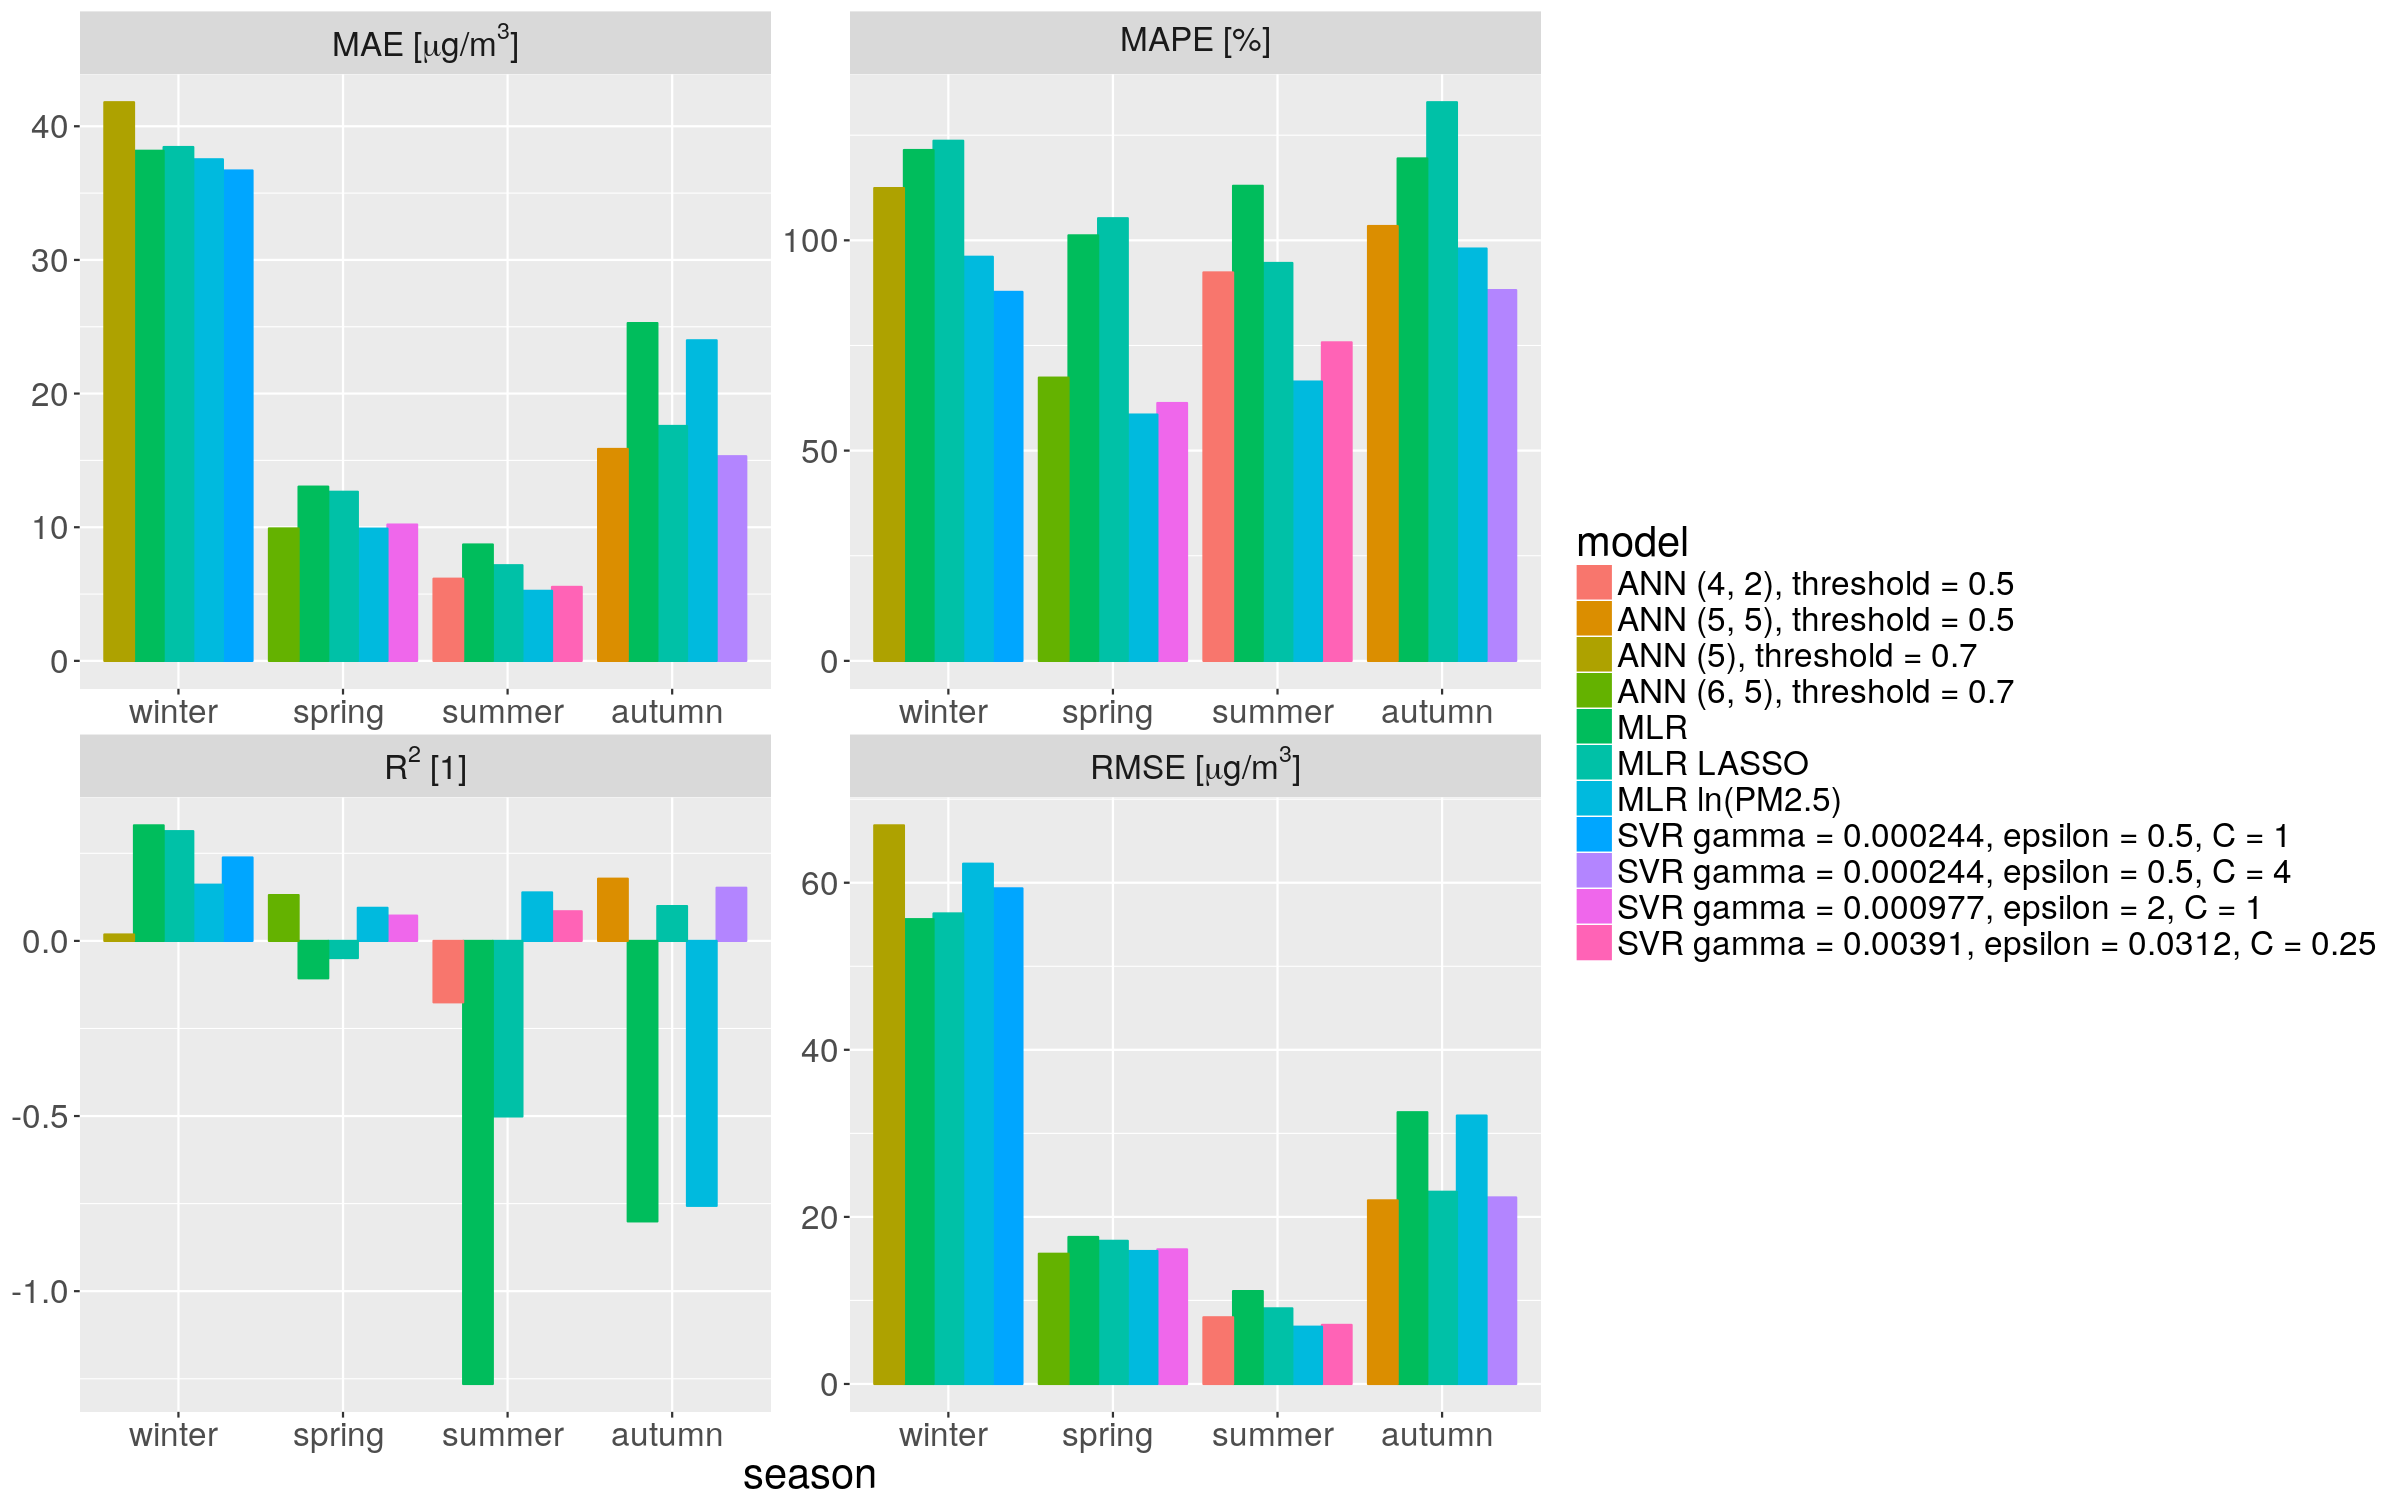 MAE [μg/m³]
40
30
20
10
0
winter spring summer autumn
MAPE [%]
100
50
0
winter spring summer autumn
R² [1]
0.0
-0.5
-1.0
winter spring summer autumn
RMSE [μg/m³]
60
40
20
0
winter spring summer autumn
season
model
ANN (4, 2), threshold = 0.5
ANN (5, 5), threshold = 0.5
ANN (5), threshold = 0.7
ANN (6, 5), threshold = 0.7
MLR
MLR LASSO
MLR ln(PM2.5)
SVR gamma = 0.000244, epsilon = 0.5, C = 1
SVR gamma = 0.000244, epsilon = 0.5, C = 4
SVR gamma = 0.000977, epsilon = 2, C = 1
SVR gamma = 0.00391, epsilon = 0.0312, C = 0.25